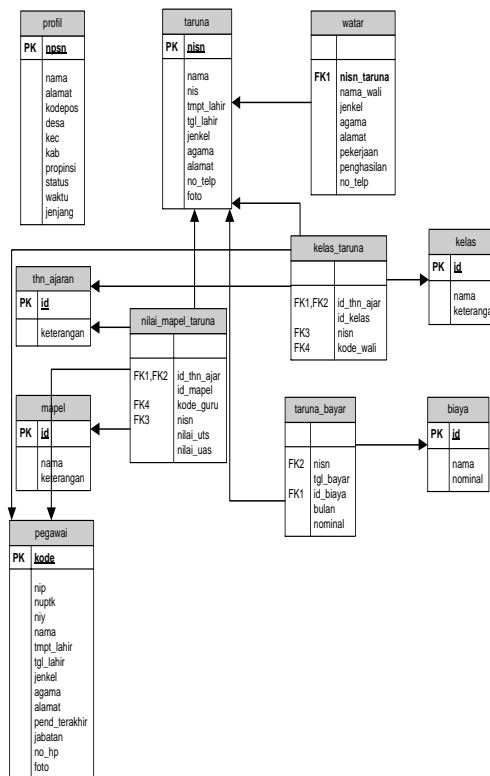 profil
PK npsn
nama
alamat
kodepos
desa
kec
kab
propinsi
status
waktu
jenjang
taruna
PK nisn
nama
nis
tmpt_lahir
tgl_lahir
jenkel
agama
alamat
no_telp
foto
watar
FK1 nisn_taruna
nama_wali
jenkel
agama
alamat
pekerjaan
penghasilan
no_telp
thn_ajaran
PK id
keterangan
nilai_mapel_taruna
FK1,FK2 id_thn_ajar
id_mapel
FK4 kode_guru
FK3 nisn
nilai_uts
nilai_uas
kelas_taruna
FK1,FK2 id_thn_ajar
id_kelas
FK3 nisn
FK4 kode_wali
kelas
PK id
nama
keterangan
mapel
PK id
nama
keterangan
taruna_bayar
FK2 nisn
tgl_bayar
FK1 id_biaya
bulan
nominal
biaya
PK id
nama
nominal
pegawai
PK kode
nip
nuptk
niy
nama
tmpt_lahir
tgl_lahir
jenkel
agama
alamat
pend_terakhir
jabatan
no_hp
foto